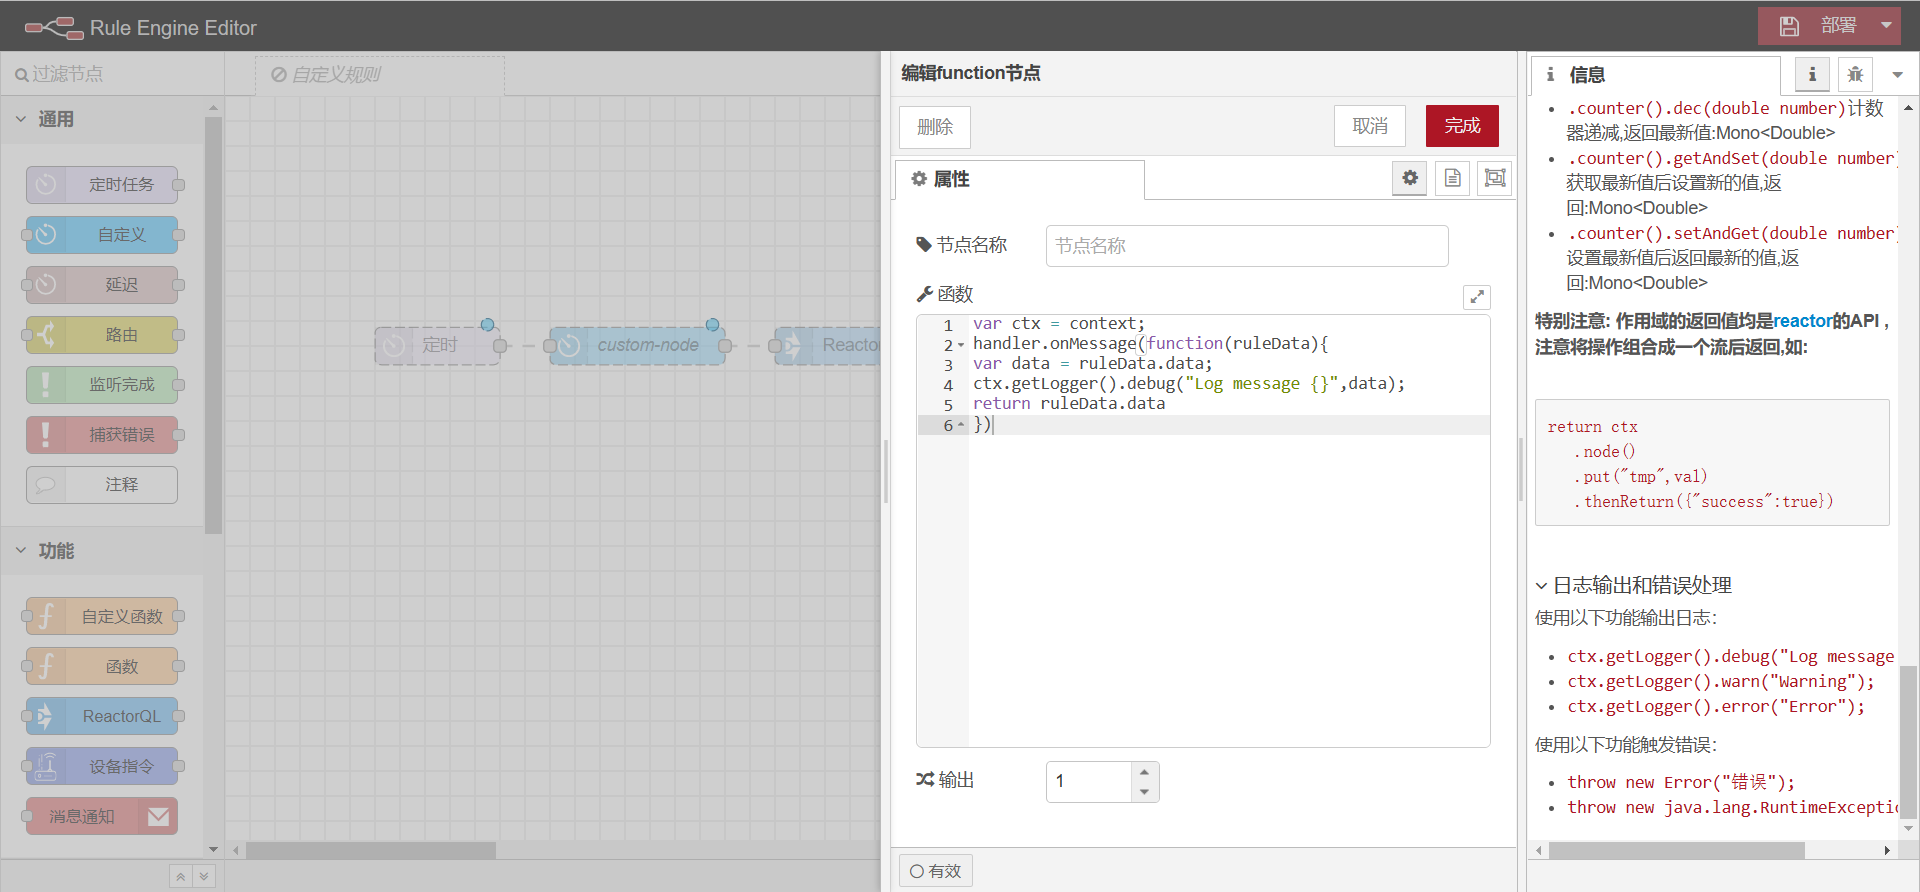 Rule Engine Editor
部署
过滤节点
通用
定时任务
自定义
延迟
路由
监听完成
捕获错误
注释
功能
自定义函数
函数
ReactorQL
设备指令
消息通知
自定义规则
定时
custom-node
Reactor
编辑function节点
删除
取消
完成
属性
节点名称
节点名称
函数
1 var ctx = context;
2 handler.onMessage(function(ruleData){
3 var data = ruleData.data;
4 ctx.getLogger().debug("Log message {}",data);
5 return ruleData.data
6 })
输出
1
有效
信息
.counter().dec(double number)计数
器递减,返回最新值:Mono<Double>
.counter().getAndSet(double number)
获取最新值后设置新的值,返
回:Mono<Double>
.counter().setAndGet(double number)
设置最新值后返回最新的值,返
回:Mono<Double>
特别注意: 作用域的返回值均是reactor的API ,
注意将操作组合成一个流后返回,如:
return ctx
.node()
.put("tmp",val)
.thenReturn({"success":true})
日志输出和错误处理
使用以下功能输出日志:
ctx.getLogger().debug("Log message
ctx.getLogger().warn("Warning");
ctx.getLogger().error("Error");
使用以下功能触发错误:
throw new Error("错误");
throw new java.lang.RuntimeExceptio